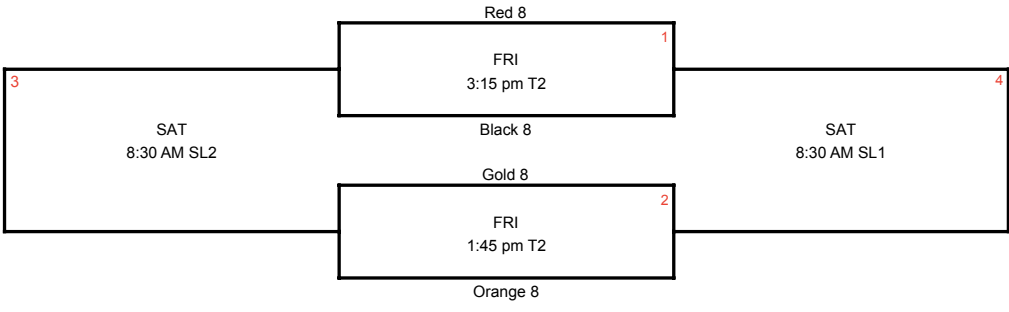 Red 8
1
FRI
3:15 pm T2
3
4
SAT
8:30 AM SL2
Black 8
SAT
8:30 AM SL1
Gold 8
2
FRI
1:45 pm T2
Orange 8